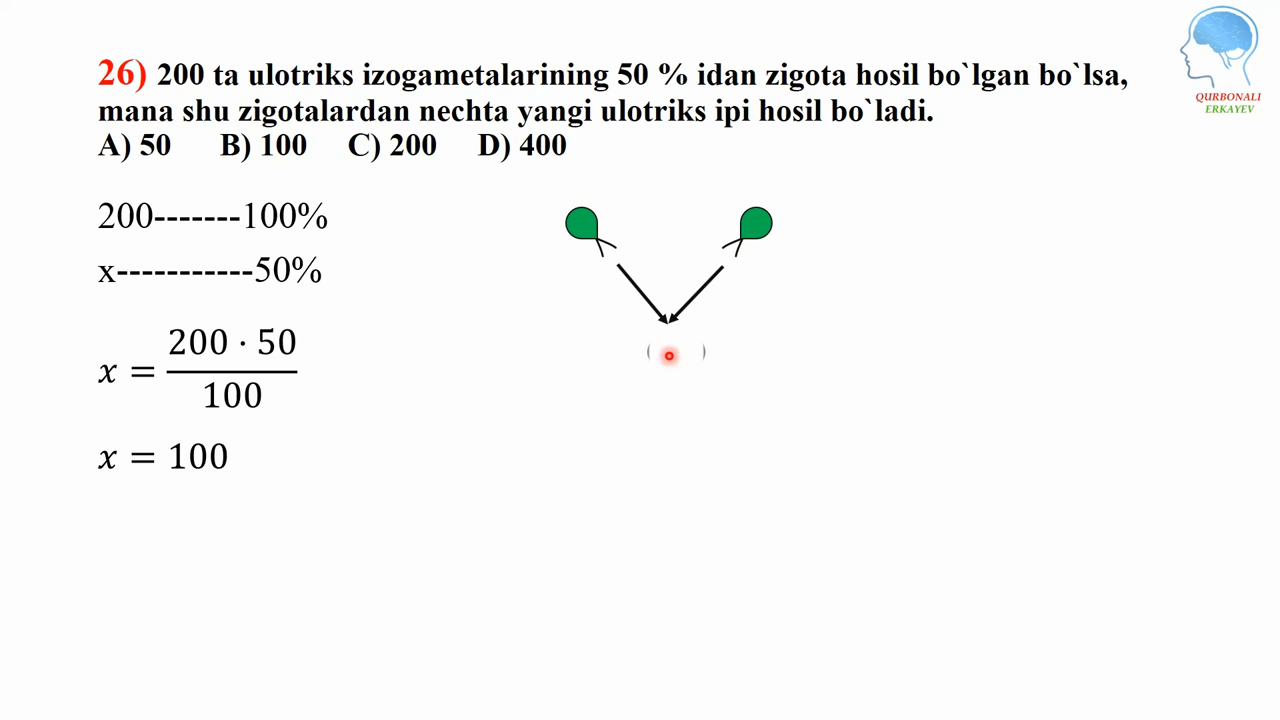 26) 200 ta ulotriks izogametalarining 50 % idan zigota hosil bo`lgan bo`lsa,
mana shu zigotalardan nechta yangi ulotriks ipi hosil bo`ladi.
A) 50 B) 100 C) 200 D) 400
200-------100%
x-----------50%
x = 200 · 50 / 100
x = 100
QURBONALI
ERKAYEV